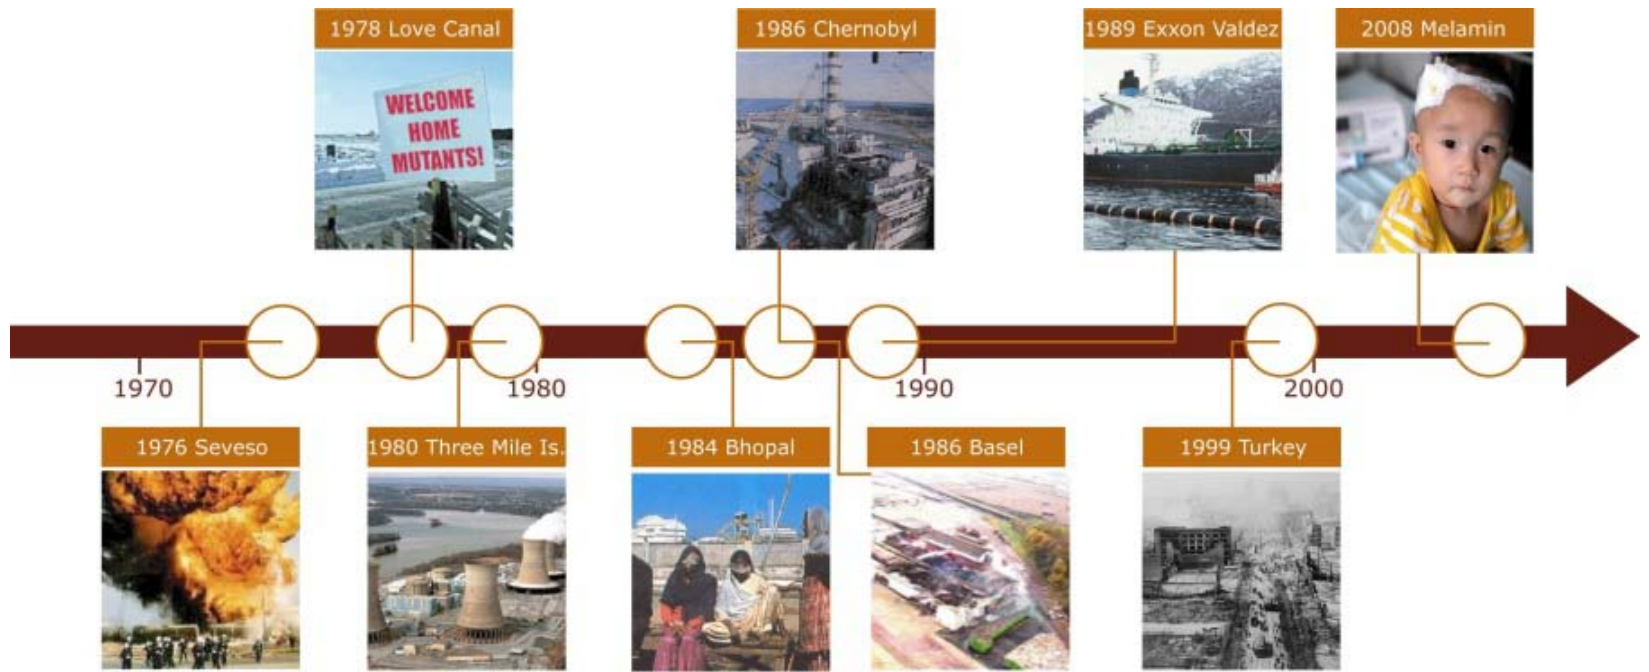 1978 Love Canal
1986 Chernobyl
1989 Exxon Valdez
2008 Melamin
WELCOME
HOME
MUTANTS!
1970
1980
1990
2000
1976 Seveso
1980 Three Mile Is.
1984 Bhopal
1986 Basel
1999 Turkey